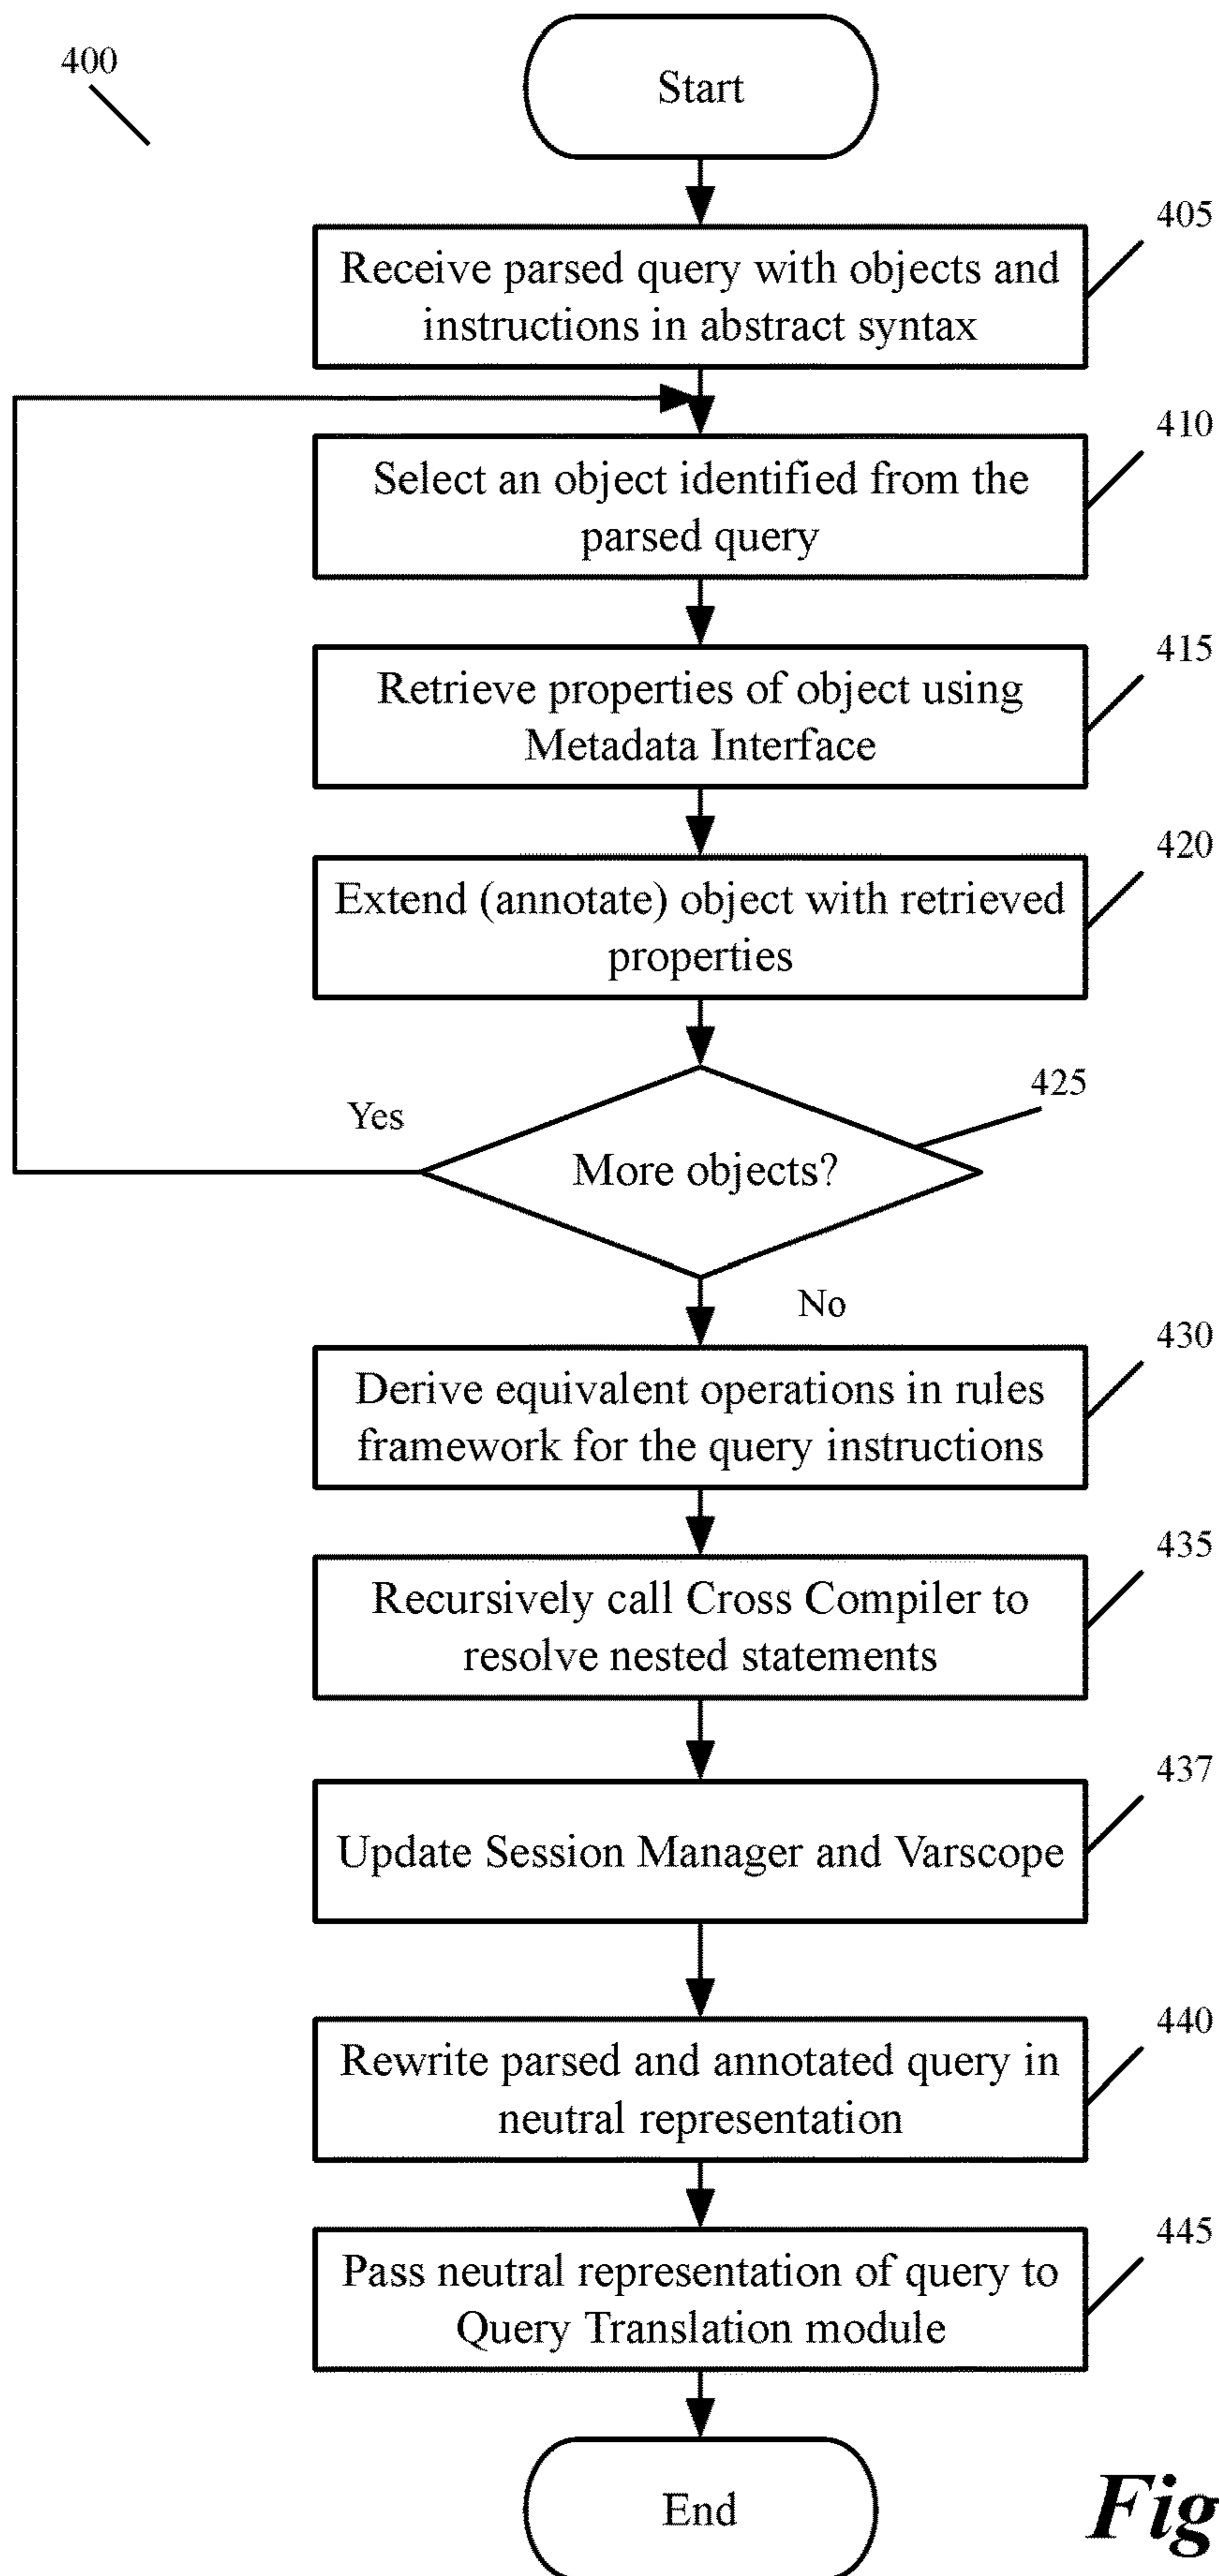 400
Start
405
Receive parsed query with objects and
instructions in abstract syntax
410
Select an object identified from the
parsed query
415
Retrieve properties of object using
Metadata Interface
420
Extend (annotate) object with retrieved
properties
425
Yes
More objects?
No
430
Derive equivalent operations in rules
framework for the query instructions
435
Recursively call Cross Compiler to
resolve nested statements
437
Update Session Manager and Varscope
440
Rewrite parsed and annotated query in
neutral representation
445
Pass neutral representation of query to
Query Translation module
End
Fig